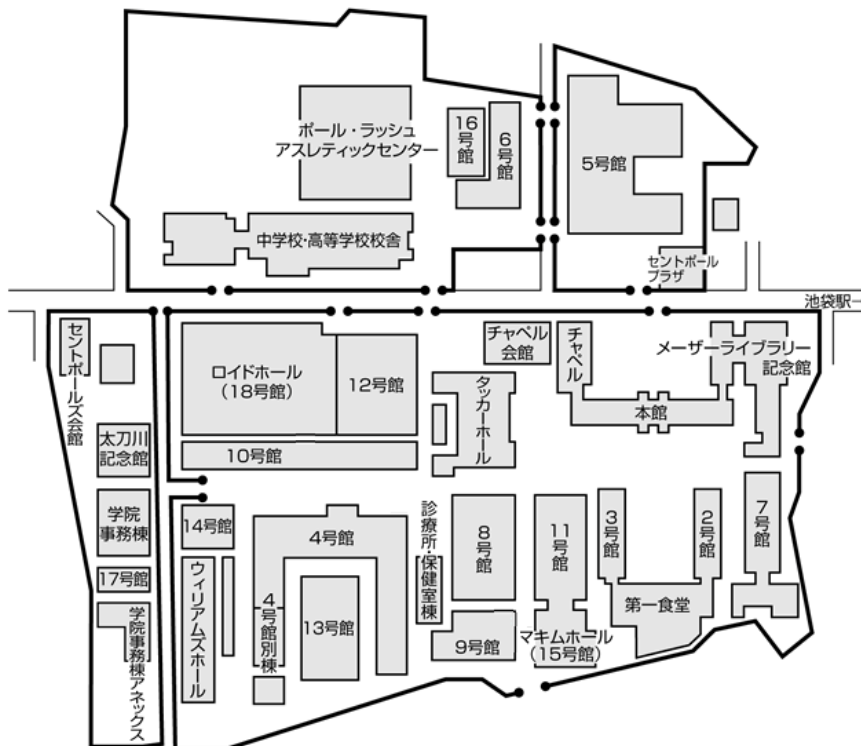 ポール・ラッシュ
アスレティックセンター
16号館
6号館
5号館
中学校・高等学校校舎
セントポール
プラザ
池袋駅
セントポールズ会館
ロイドホール
(18号館)
12号館
チャペル
会館
チャペル
メーザーライブラリー
記念館
タッカーホール
本館
太刀川
記念館
10号館
学院
事務棟
14号館
4号館
診療所・保健室棟
8号館
11号館
3号館
2号館
7号館
17号館
ウィリアムズホール
4号館別棟
13号館
第一食堂
学院事務棟アネックス
9号館
マキムホール
(15号館)